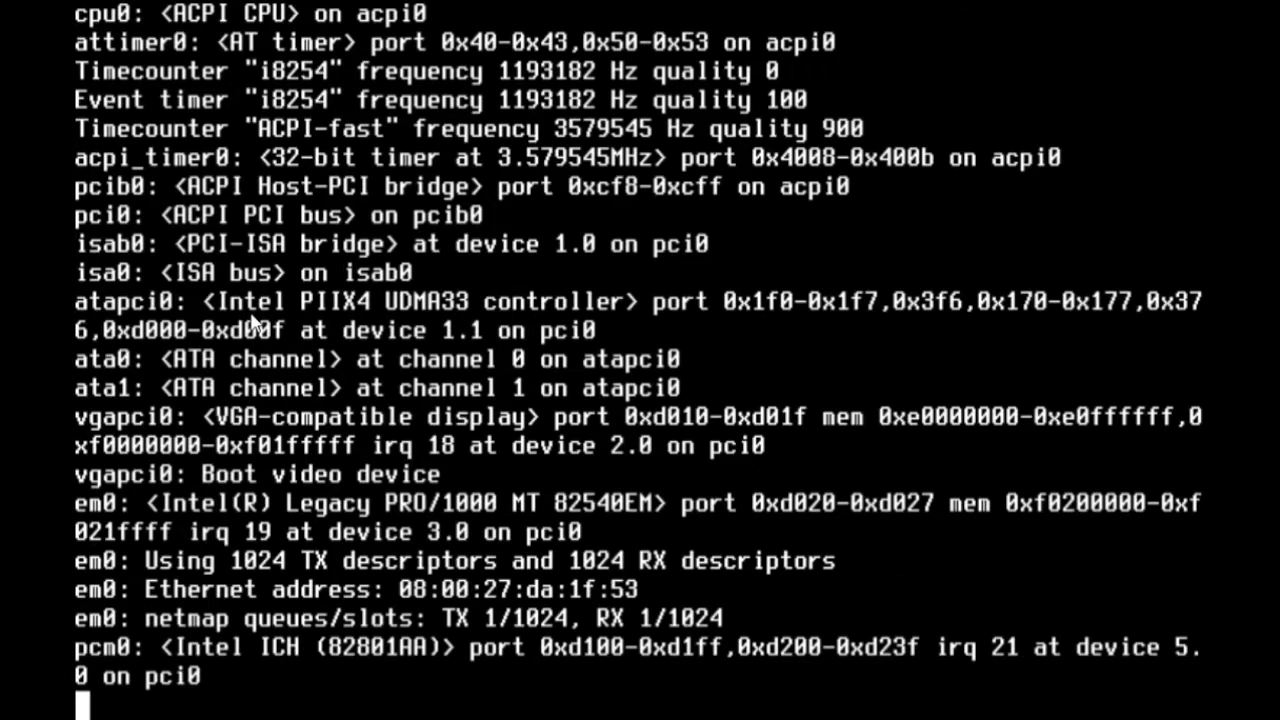 cpu0: <ACPI CPU> on acpi0
attimer0: <AT timer> port 0x40-0x43,0x50-0x53 on acpi0
Timecounter "i8254" frequency 1193182 Hz quality 0
Event timer "i8254" frequency 1193182 Hz quality 100
Timecounter "ACPI-fast" frequency 3579545 Hz quality 900
acpi_timer0: <32-bit timer at 3.579545MHz> port 0x4008-0x400b on acpi0
pcib0: <ACPI Host-PCI bridge> port 0xcf8-0xcff on acpi0
pci0: <ACPI PCI bus> on pcib0
isab0: <PCI-ISA bridge> at device 1.0 on pci0
isa0: <ISA bus> on isab0
atapci0: <Intel PIIX4 UDMA33 controller> port 0x1f0-0x1f7,0x3f6,0x170-0x177,0x37
6,0xd000-0xd00f at device 1.1 on pci0
ata0: <ATA channel> at channel 0 on atapci0
ata1: <ATA channel> at channel 1 on atapci0
vgapci0: <VGA-compatible display> port 0xd010-0xd01f mem 0xe0000000-0xe0ffffff,0
xf0000000-0xf01fffff irq 18 at device 2.0 on pci0
vgapci0: Boot video device
em0: <Intel(R) Legacy PRO/1000 MT 82540EM> port 0xd020-0xd027 mem 0xf0200000-0xf
021ffff irq 19 at device 3.0 on pci0
em0: Using 1024 TX descriptors and 1024 RX descriptors
em0: Ethernet address: 08:00:27:da:1f:53
em0: netmap queues/slots: TX 1/1024, RX 1/1024
pcm0: <Intel ICH (82801AA)> port 0xd100-0xd1ff,0xd200-0xd23f irq 21 at device 5.
0 on pci0